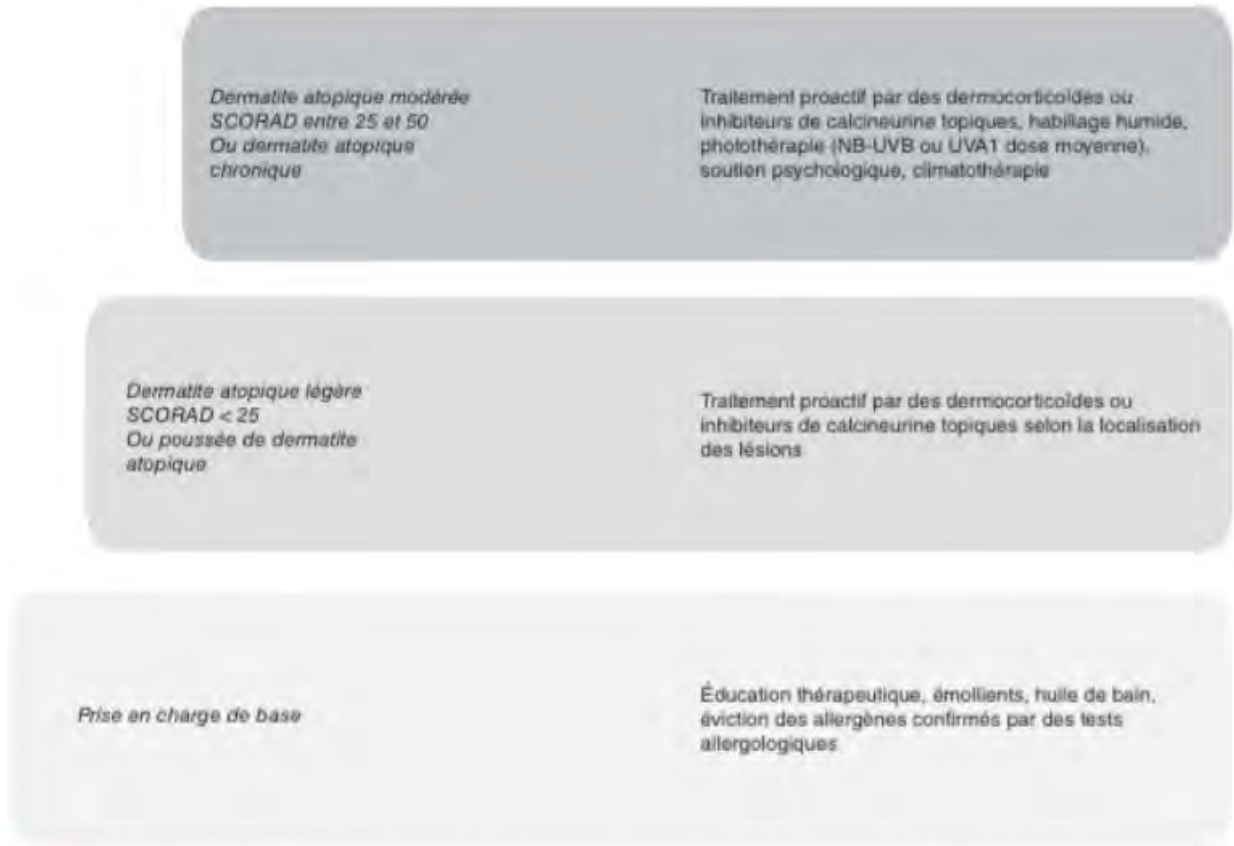 Dermatite atopique modérée
SCORAD entre 25 et 50
Ou dermatite atopique
chronique
Traitement proactif par des dermocorticoïdes ou
inhibiteurs de calcineurine topiques, habillage humide,
photothérapie (NB-UVB ou UVA1 dose moyenne),
soutien psychologique, climatothérapie
Dermatite atopique légère
SCORAD < 25
Ou poussée de dermatite
atopique
Traitement proactif par des dermocorticoïdes ou
inhibiteurs de calcineurine topiques selon la localisation
des lésions
Prise en charge de base
Éducation thérapeutique, émollients, huile de bain,
éviction des allergènes confirmés par des tests
allergologiques